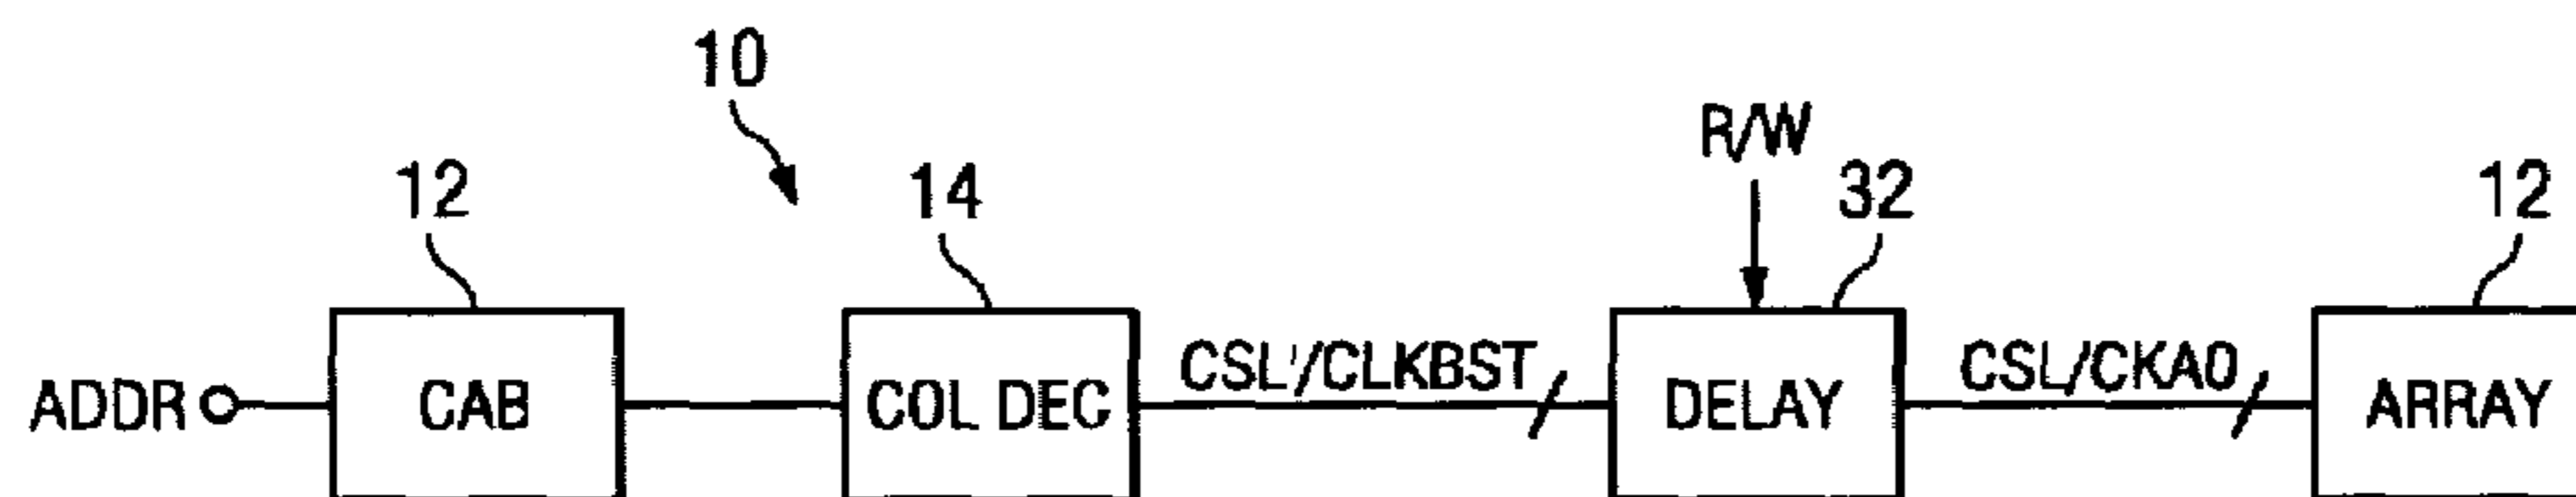 10
R/W
12
14
32
12
ADDR
CAB
COL DEC
CSL'/CLKBST
DELAY
CSL/CKA0
ARRAY